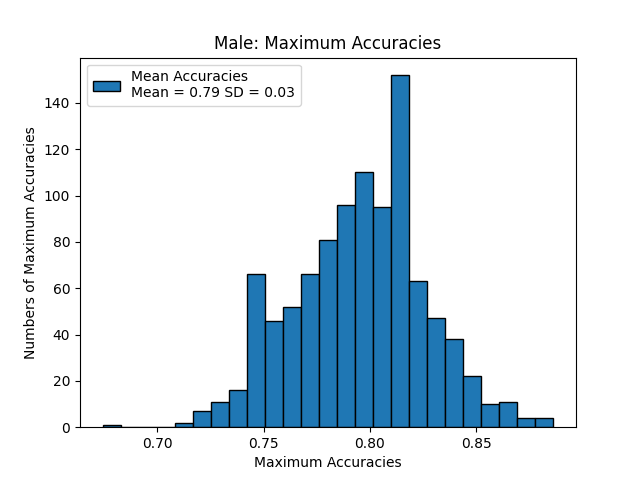 Male: Maximum Accuracies
Mean Accuracies
Mean = 0.79 SD = 0.03
Numbers of Maximum Accuracies
140
120
100
80
60
40
20
0
0.70 0.75 0.80 0.85
Maximum Accuracies